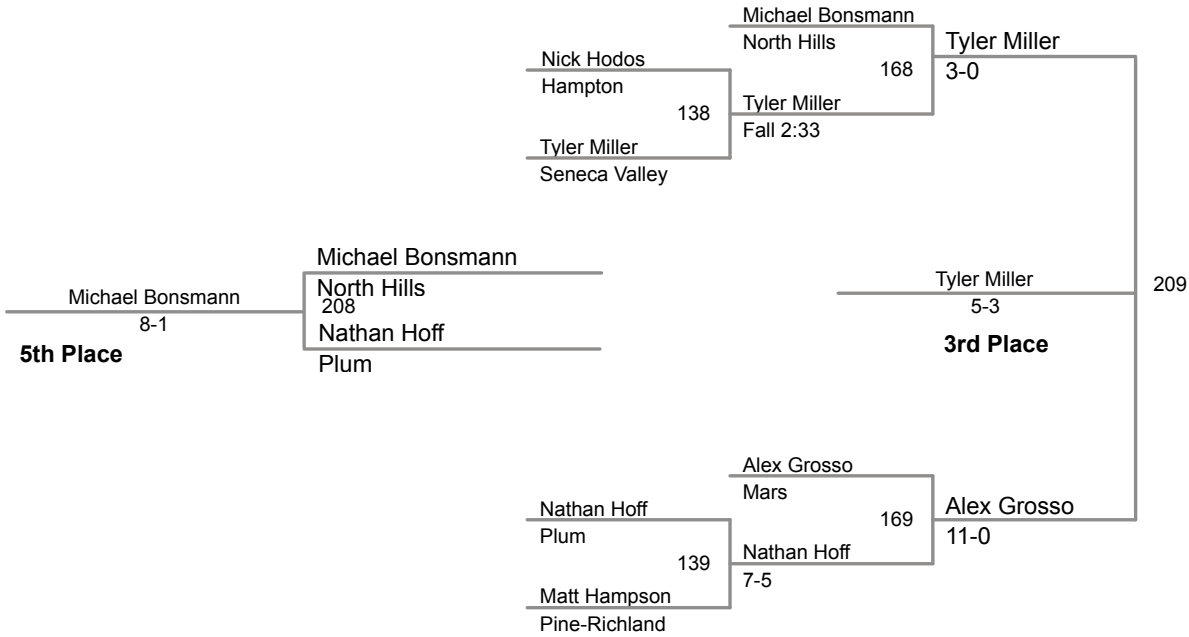 Michael Bonsmann
North Hills
Tyler Miller
3-0
Nick Hodos
Hampton
168
138
Tyler Miller
Fall 2:33
Tyler Miller
Seneca Valley
Michael Bonsmann
North Hills
208
Nathan Hoff
Plum
Michael Bonsmann
8-1
5th Place
Tyler Miller
5-3
3rd Place
209
Alex Grosso
Mars
Nathan Hoff
Plum
169
Alex Grosso
11-0
139
Nathan Hoff
7-5
Matt Hampson
Pine-Richland